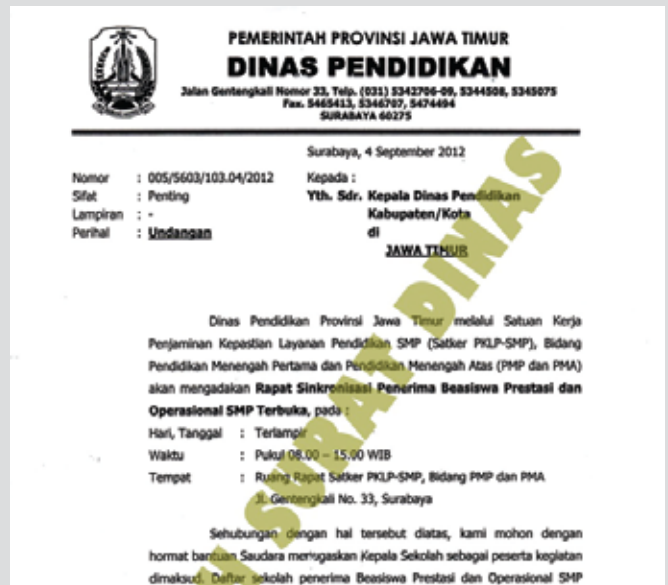 PEMERINTAH PROVINSI JAWA TIMUR
DINAS PENDIDIKAN
Jalan Gentengkali Nomor 33, Telp. (031) 5342706-09, 5344508, 5345075
Fax. 5465413, 5346707, 5474494
SURABAYA 60275
Surabaya, 4 September 2012
Nomor : 005/5603/103.04/2012
Sifat : Penting
Lampiran : -
Perihal : Undangan
Kepada :
Yth. Sdr. Kepala Dinas Pendidikan
Kabupaten/Kota
di
JAWA TIMUR
Dinas Pendidikan Provinsi Jawa Timur melalui Satuan Kerja
Penjaminan Kepastian Layanan Pendidikan SMP (Satker PKLP-SMP), Bidang
Pendidikan Menengah Pertama dan Pendidikan Menengah Atas (PMP dan PMA)
akan mengadakan Rapat Sinkronisasi Penerima Beasiswa Prestasi dan
Operasional SMP Terbuka, pada :
Hari, Tanggal : Terlampir
Waktu : Pukul 08.00 – 15.00 WIB
Tempat : Ruang Rapat Satker PKLP-SMP, Bidang PMP dan PMA
Jl. Gentengkali No. 33, Surabaya
Sehubungan dengan hal tersebut diatas, kami mohon dengan
hormat bantuan Saudara menugaskan Kepala Sekolah sebagai peserta kegiatan
dimaksud. Daftar sekolah penerima Beasiswa Prestasi dan Operasional SMP
SURAT DINAS